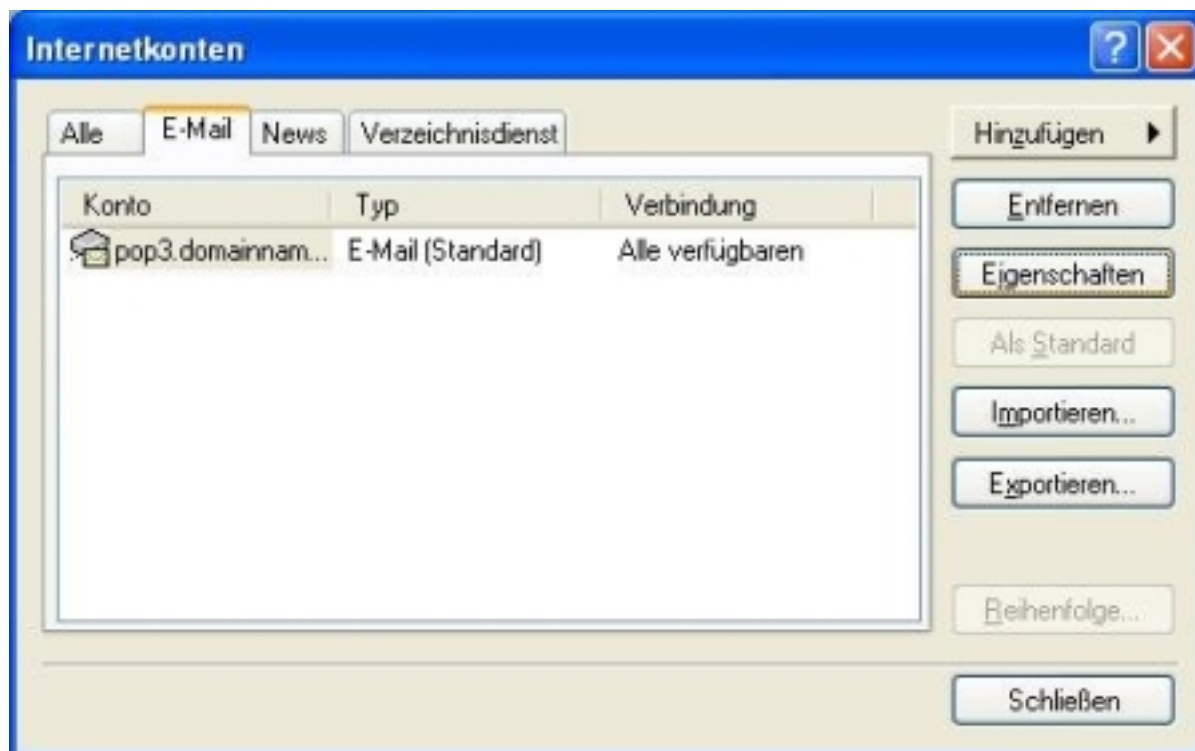 Internetkonten
Alle E-Mail News Verzeichnisdienst
Hinzufügen
Konto Typ Verbindung
Entfernen
pop3.domainnam... E-Mail (Standard) Alle verfügbaren
Eigenschaften
Als Standard
Importieren...
Exportieren...
Reihenfolge...
Schließen